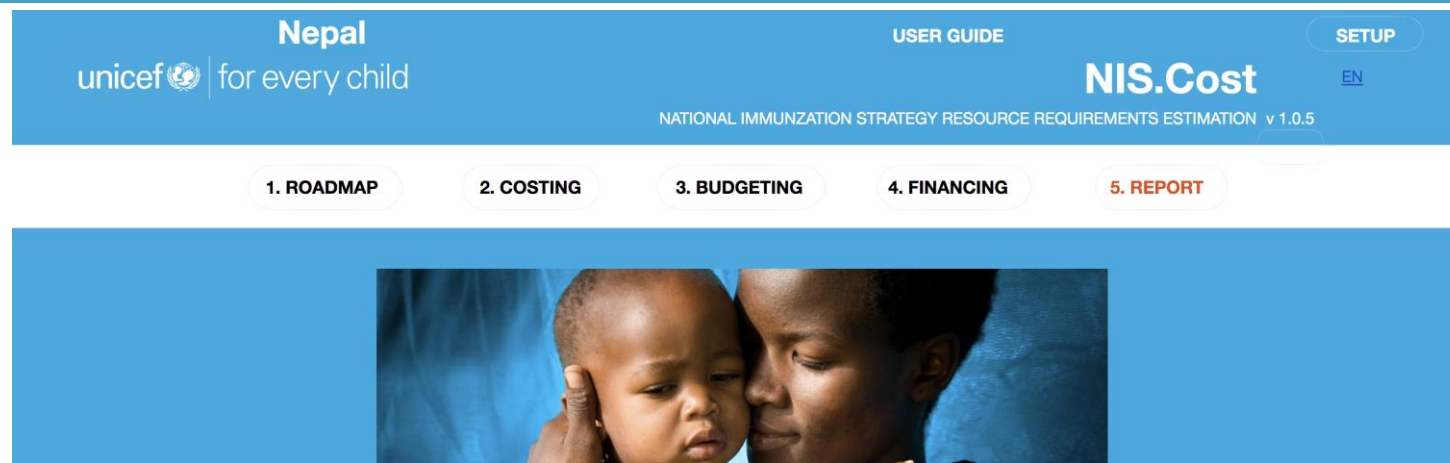 Nepal
USER GUIDE
SETUP
unicef for every child
NIS.Cost
EN
NATIONAL IMMUNZATION STRATEGY RESOURCE REQUIREMENTS ESTIMATION v 1.0.5
1. ROADMAP
2. COSTING
3. BUDGETING
4. FINANCING
5. REPORT